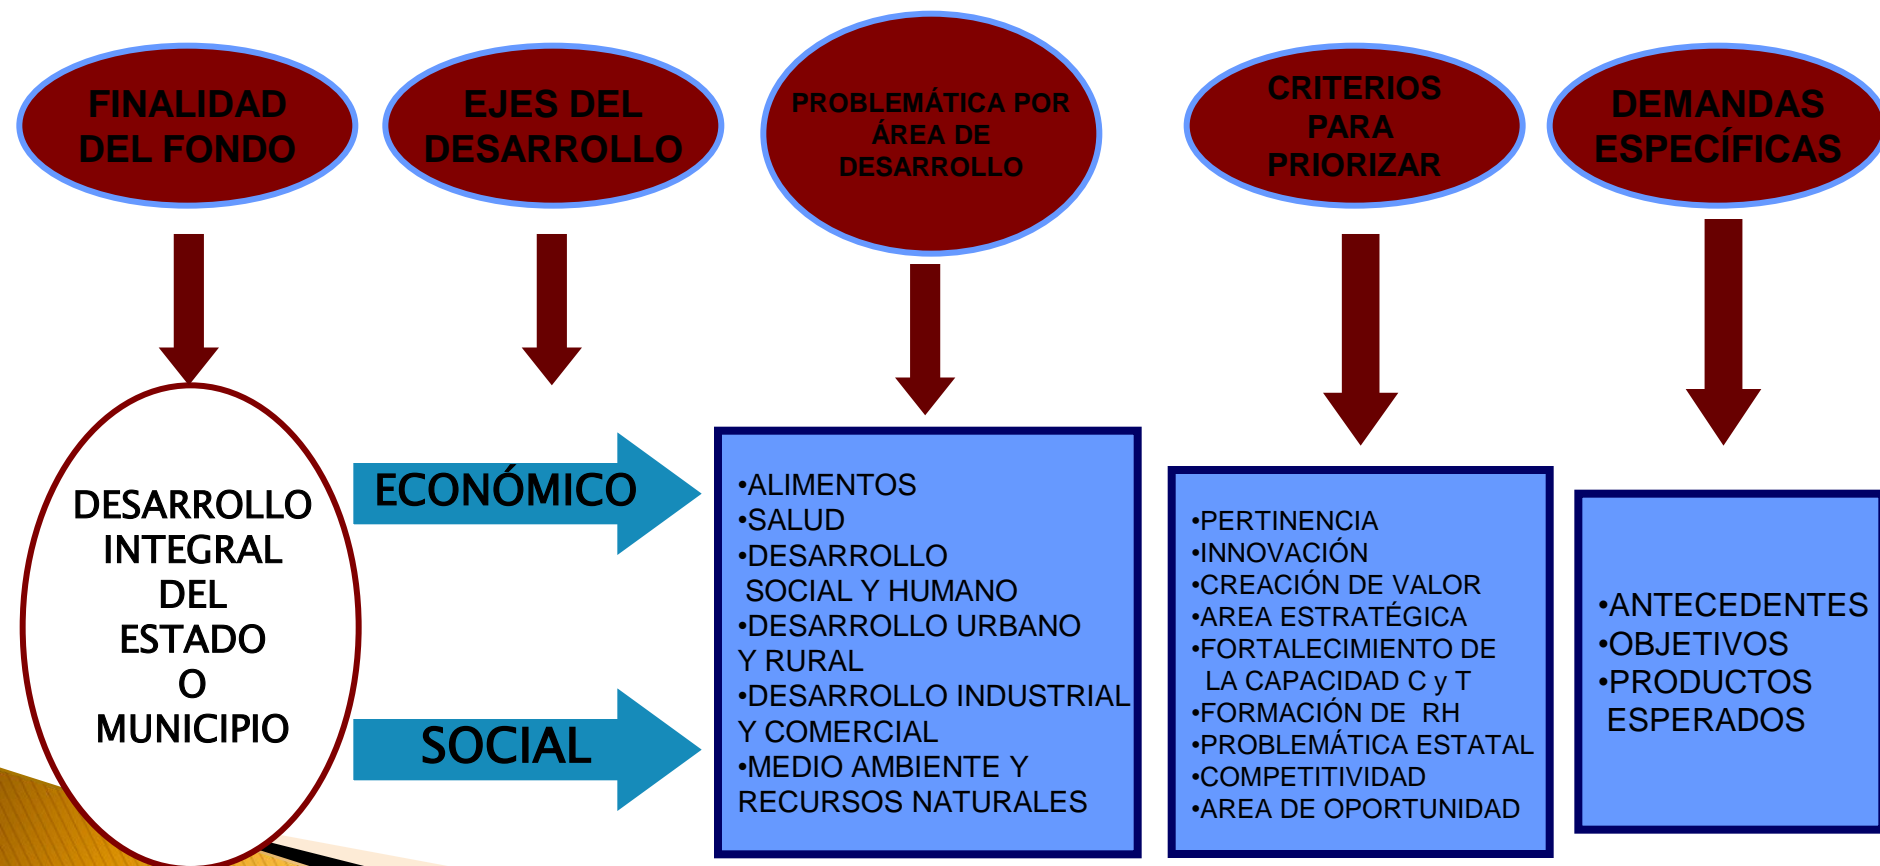 FINALIDAD
DEL FONDO
EJES DEL
DESARROLLO
PROBLEMÁTICA POR
ÁREA DE
DESARROLLO
CRITERIOS
PARA
PRIORIZAR
DEMANDAS
ESPECÍFICAS
DESARROLLO
INTEGRAL
DEL
ESTADO
O
MUNICIPIO
ECONÓMICO
SOCIAL
•ALIMENTOS
•SALUD
•DESARROLLO
SOCIAL Y HUMANO
•DESARROLLO URBANO
Y RURAL
•DESARROLLO INDUSTRIAL
Y COMERCIAL
•MEDIO AMBIENTE Y
RECURSOS NATURALES
•PERTINENCIA
•INNOVACIÓN
•CREACIÓN DE VALOR
•AREA ESTRATÉGICA
•FORTALECIMIENTO DE
LA CAPACIDAD C y T
•FORMACIÓN DE RH
•PROBLEMÁTICA ESTATAL
•COMPETITIVIDAD
•AREA DE OPORTUNIDAD
•ANTECEDENTES
•OBJETIVOS
•PRODUCTOS
ESPERADOS